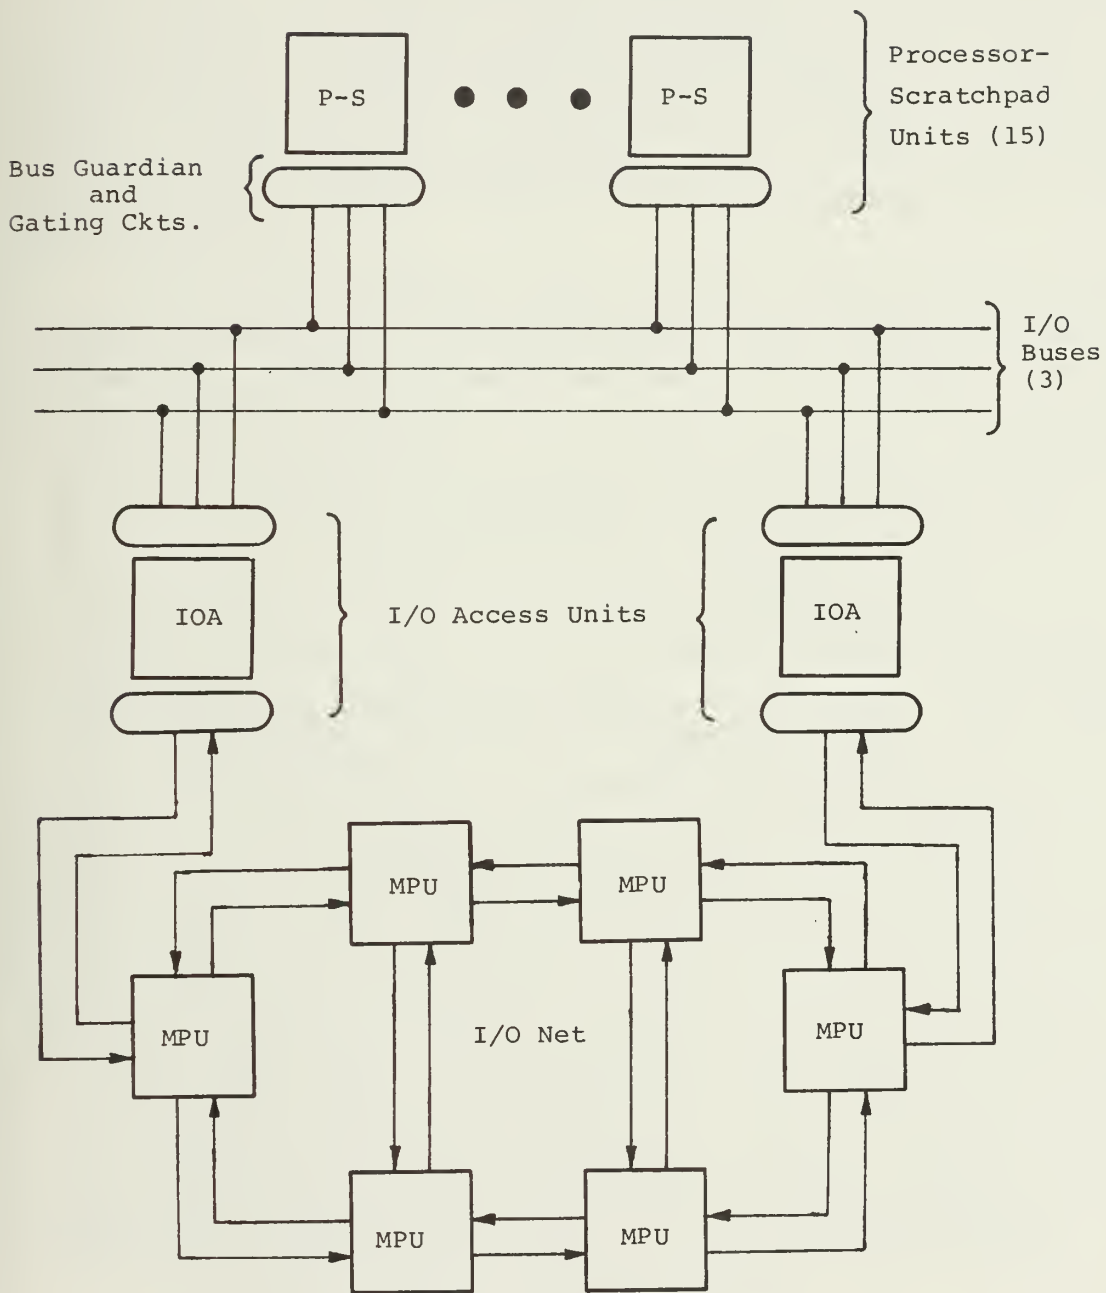 P-S
P-S
Processor-
Scratchpad
Units (15)
Bus Guardian
and
Gating Ckts.
I/O
Buses
(3)
IOA
I/O Access Units
IOA
MPU
MPU
MPU
I/O Net
MPU
MPU
MPU